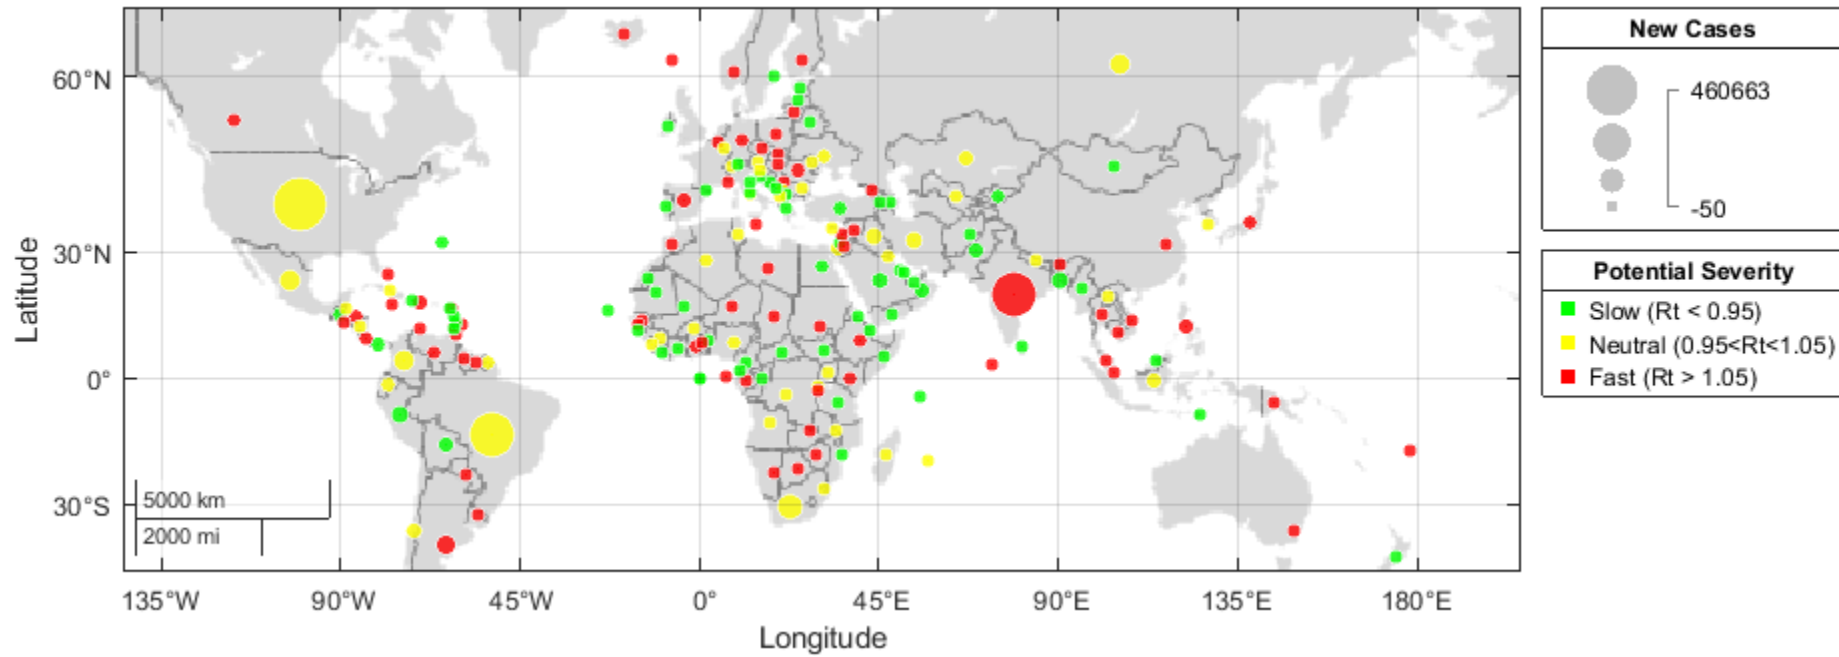 60°N
30°N
0°
30°S
Latitude
5000 km
2000 mi
135°W 90°W 45°W 0° 45°E 90°E 135°E 180°E
Longitude
New Cases
460663
-50
Potential Severity
Slow (Rt < 0.95)
Neutral (0.95<Rt<1.05)
Fast (Rt > 1.05)